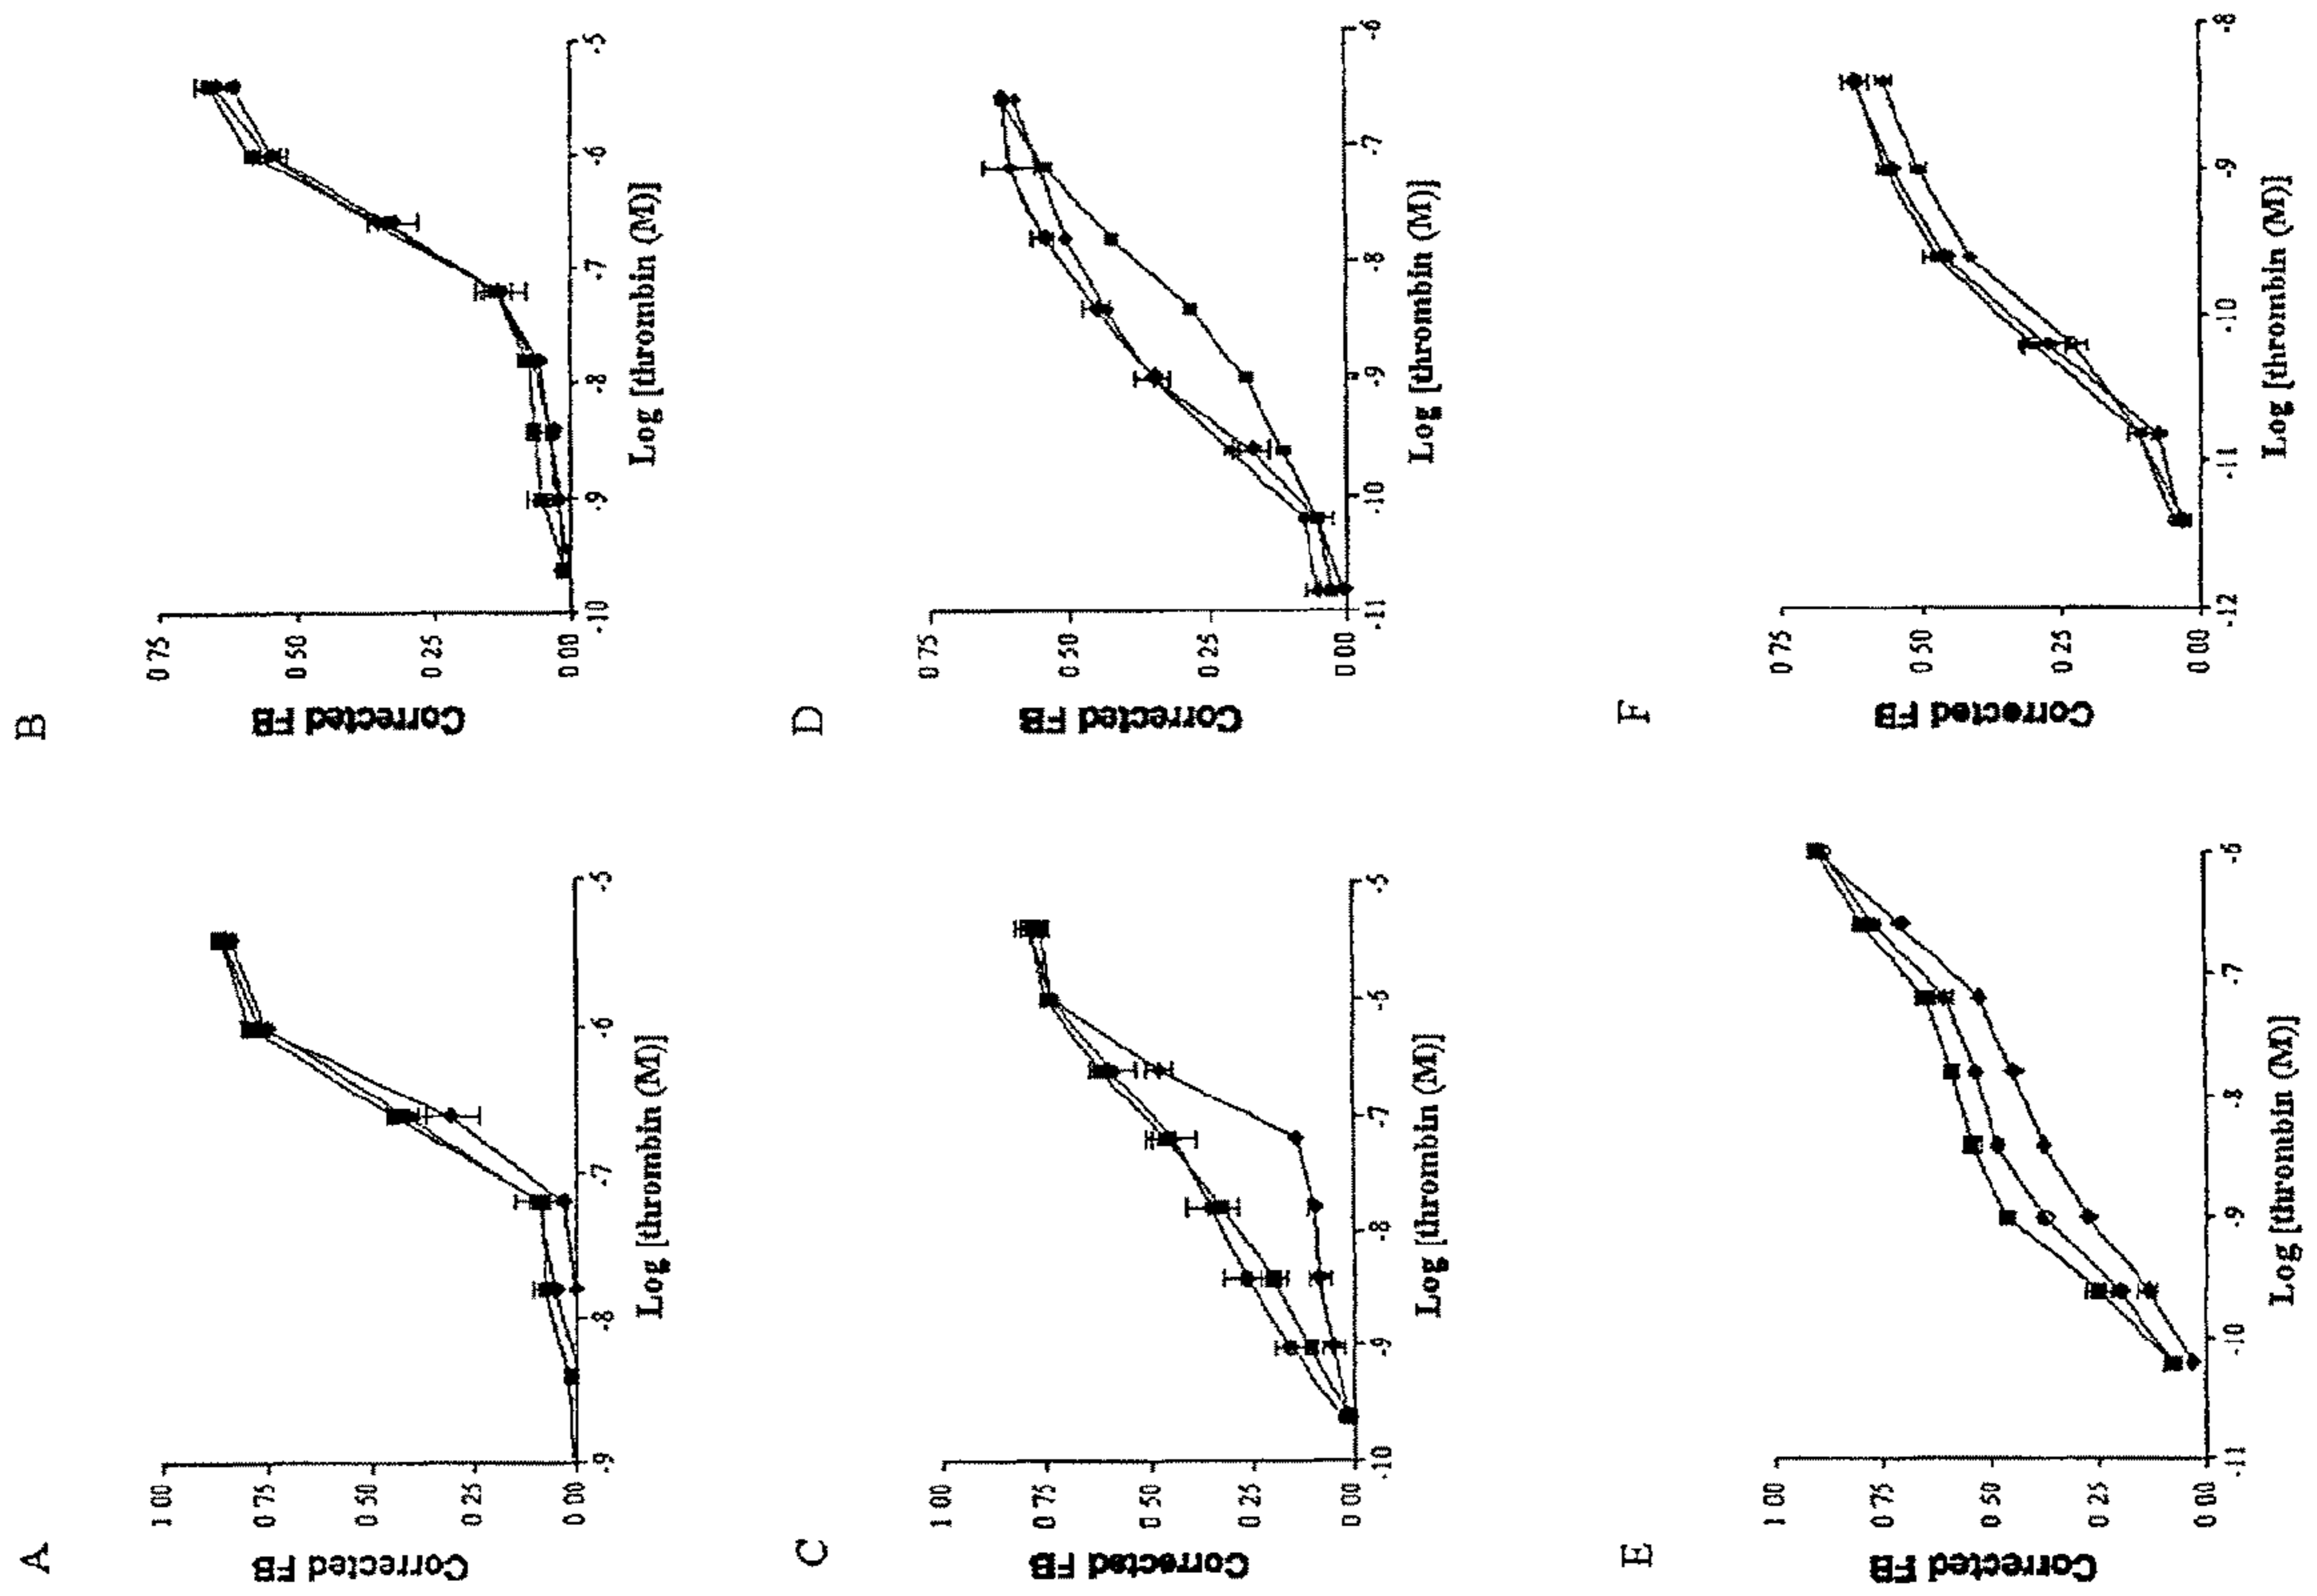 A
Corrected FB
1 00
0 75
0 50
0 25
0 00
-9 -8 -7 -6 -5
Log [thrombin (M)]
B
Corrected FB
0 75
0 50
0 25
0 00
-10 -9 -8 -7 -6 -5
Log [thrombin (M)]
C
Corrected FB
1 00
0 75
0 50
0 25
0 00
-10 -9 -8 -7 -6 -5
Log [thrombin (M)]
D
Corrected FB
0 75
0 50
0 25
0 00
-11 -10 -9 -8 -7 -6
Log [thrombin (M)]
E
Corrected FB
1 00
0 75
0 50
0 25
0 00
-11 -10 -9 -8 -7 -6
Log [thrombin (M)]
F
Corrected FB
0 75
0 50
0 25
0 00
-12 -11 -10 -9 -8
Log [thrombin (M)]